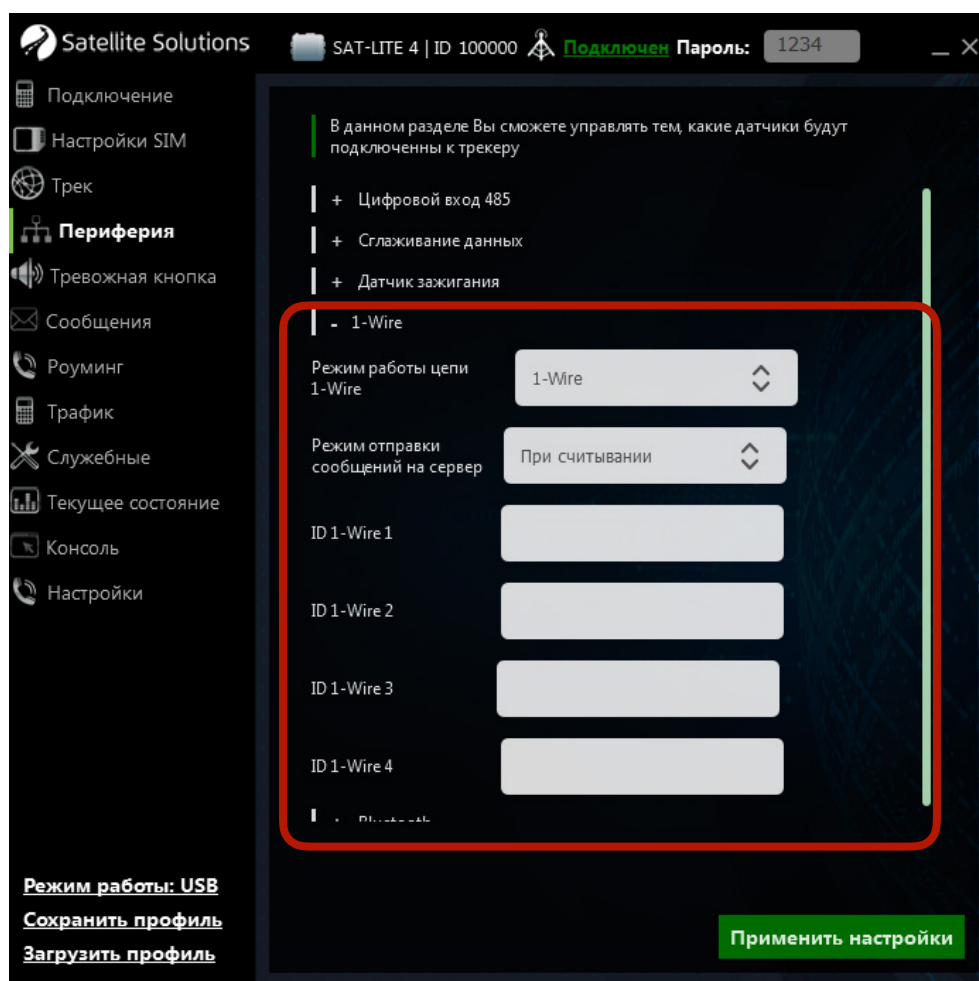 Satellite Solutions
SAT-LITE 4 | ID 100000 Подключен Пароль: 1234
Подключение
Настройки SIM
Трек
Периферия
Тревожная кнопка
Сообщения
Роуминг
Трафик
Служебные
Текущее состояние
Консоль
Настройки
Режим работы: USB
Сохранить профиль
Загрузить профиль
В данном разделе Вы сможете управлять тем, какие датчики будут
подключенны к трекеру
+ Цифровой вход 485
+ Сглаживание данных
+ Датчик зажигания
- 1-Wire
Режим работы цепи
1-Wire
1-Wire
Режим отправки
сообщений на сервер
При считывании
ID 1-Wire 1
ID 1-Wire 2
ID 1-Wire 3
ID 1-Wire 4
+ Bluetooth
Применить настройки